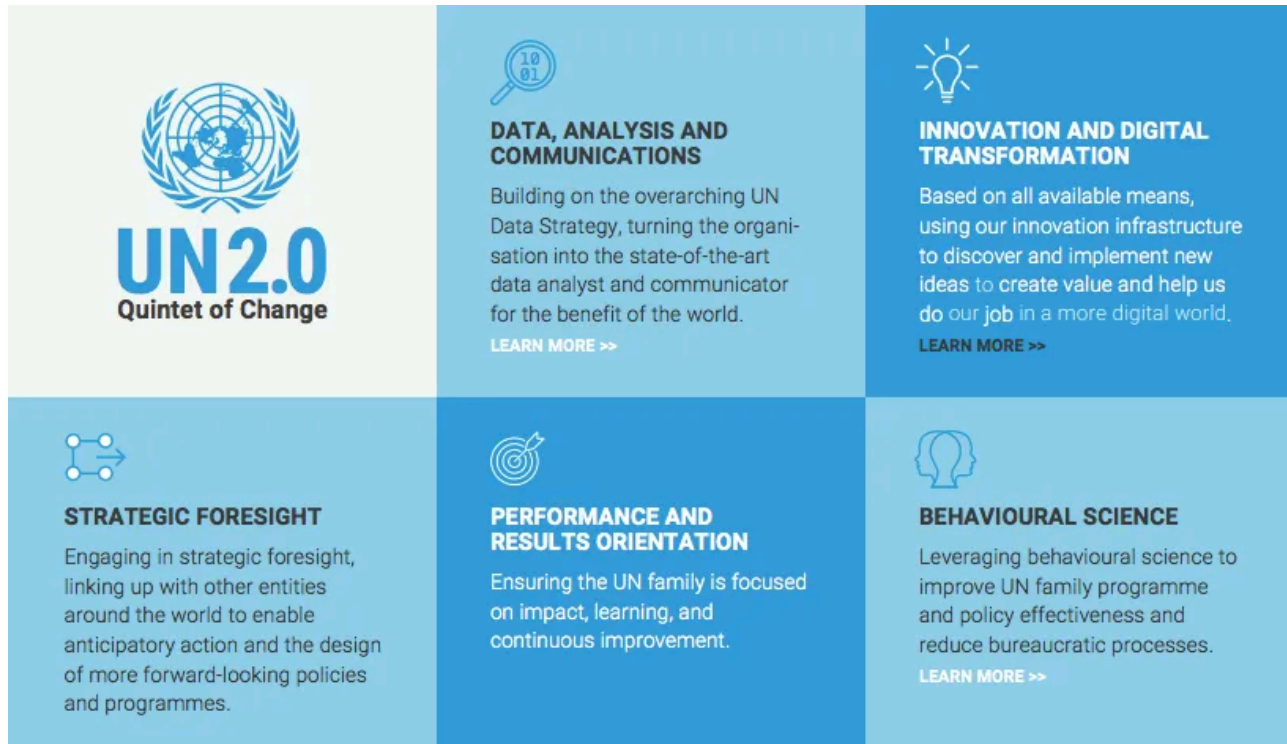 UN 2.0
Quintet of Change
10
01
DATA, ANALYSIS AND
COMMUNICATIONS
Building on the overarching UN
Data Strategy, turning the organi-
sation into the state-of-the-art
data analyst and communicator
for the benefit of the world.
LEARN MORE >>
INNOVATION AND DIGITAL
TRANSFORMATION
Based on all available means,
using our innovation infrastructure
to discover and implement new
ideas to create value and help us
do our job in a more digital world.
LEARN MORE >>
STRATEGIC FORESIGHT
Engaging in strategic foresight,
linking up with other entities
around the world to enable
anticipatory action and the design
of more forward-looking policies
and programmes.
PERFORMANCE AND
RESULTS ORIENTATION
Ensuring the UN family is focused
on impact, learning, and
continuous improvement.
BEHAVIOURAL SCIENCE
Leveraging behavioural science to
improve UN family programme
and policy effectiveness and
reduce bureaucratic processes.
LEARN MORE >>